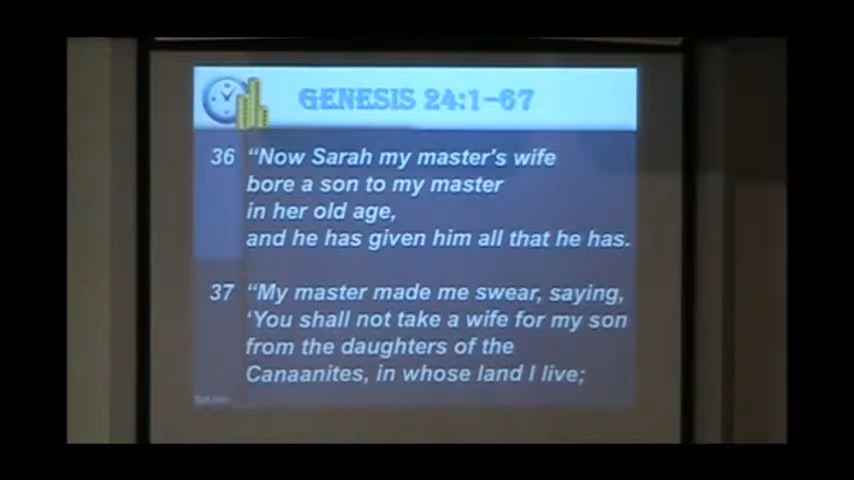 GENESIS 24:1-67
36 “Now Sarah my master's wife
bore a son to my master
in her old age,
and he has given him all that he has.
37 “My master made me swear, saying,
‘You shall not take a wife for my son
from the daughters of the
Canaanites, in whose land I live;